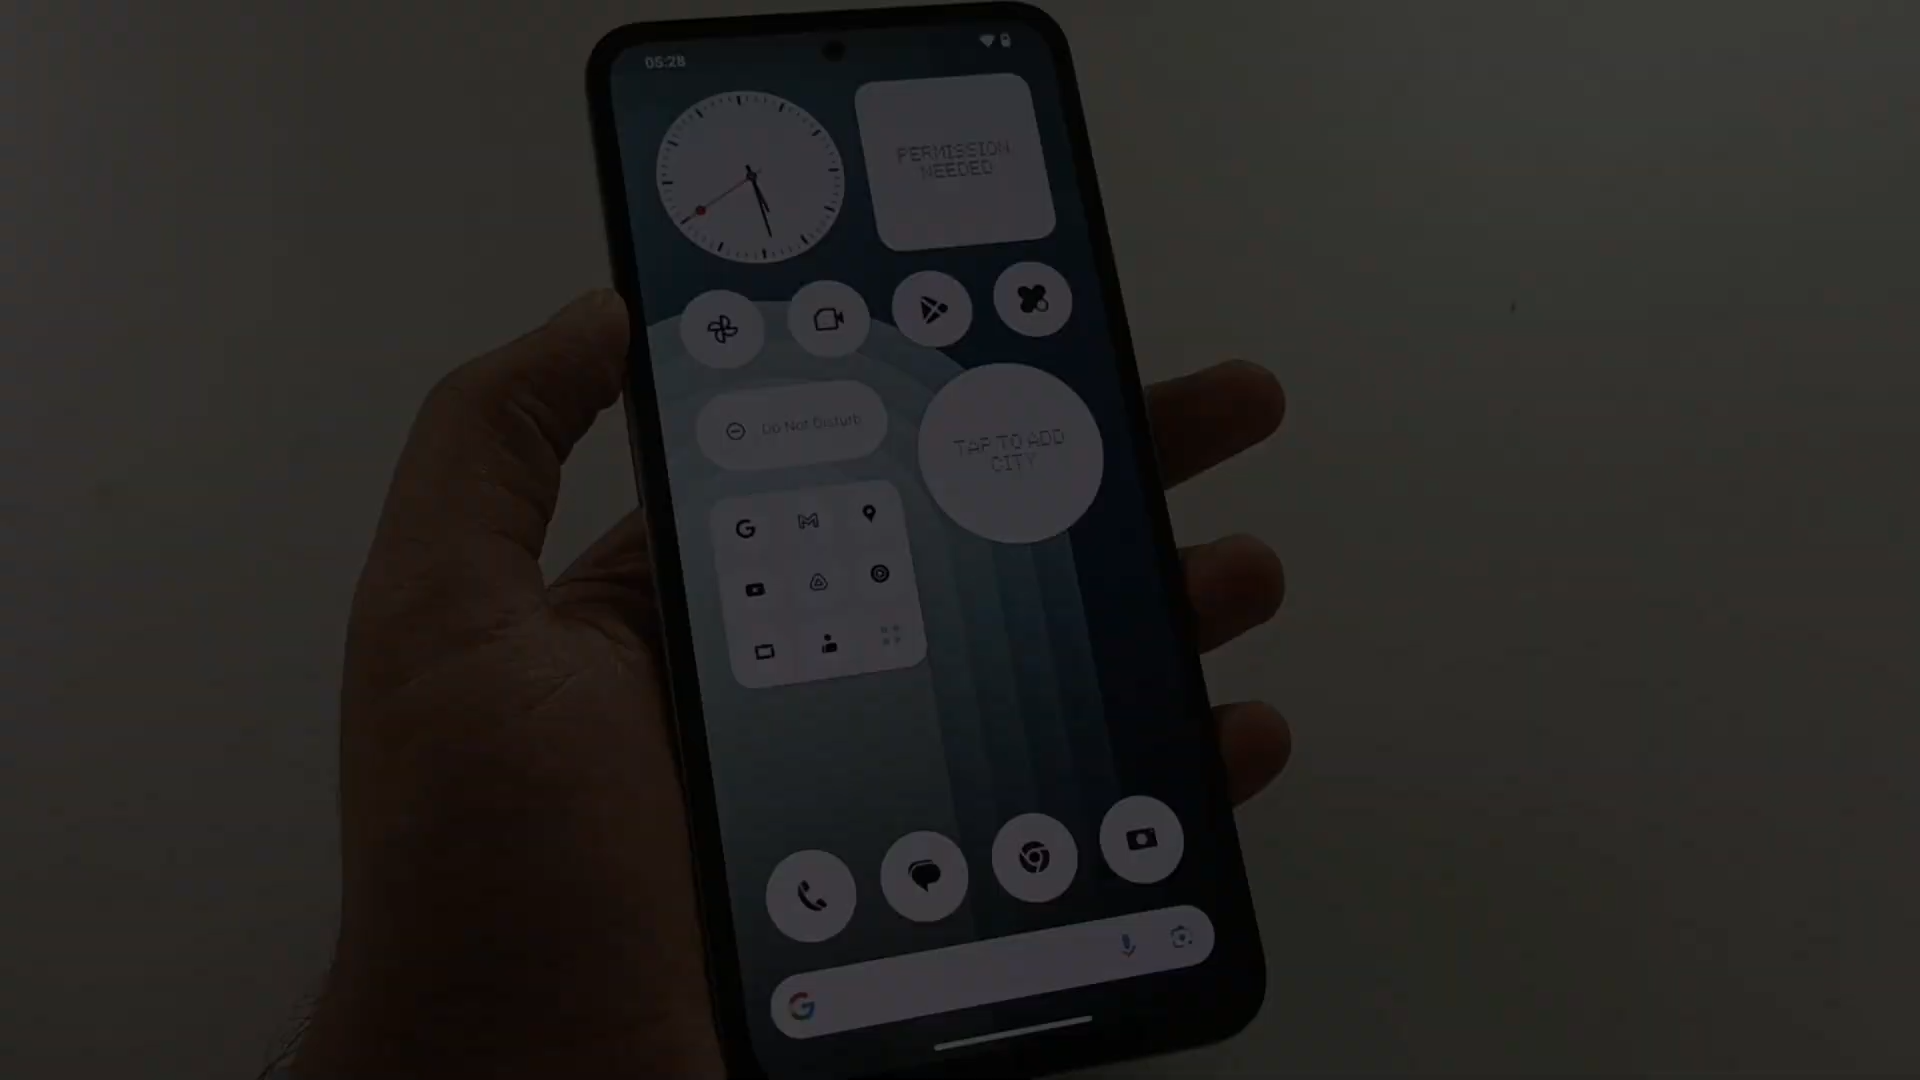 05:28
PERMISSION
NEEDED
Do Not Disturb
TAP TO ADD
CITY